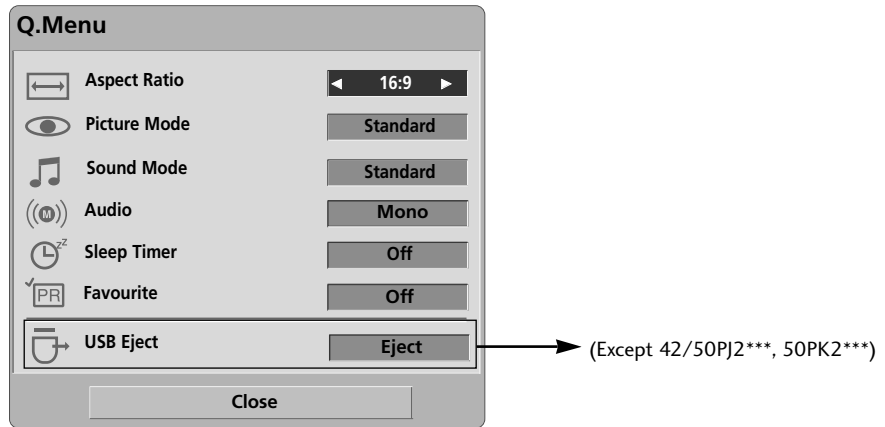 Q.Menu
Aspect Ratio ◄ 16:9 ►
Picture Mode Standard
Sound Mode Standard
((M)) Audio Mono
zz Sleep Timer Off
PR Favourite Off
USB Eject Eject
(Except 42/50PJ2***, 50PK2***)
Close